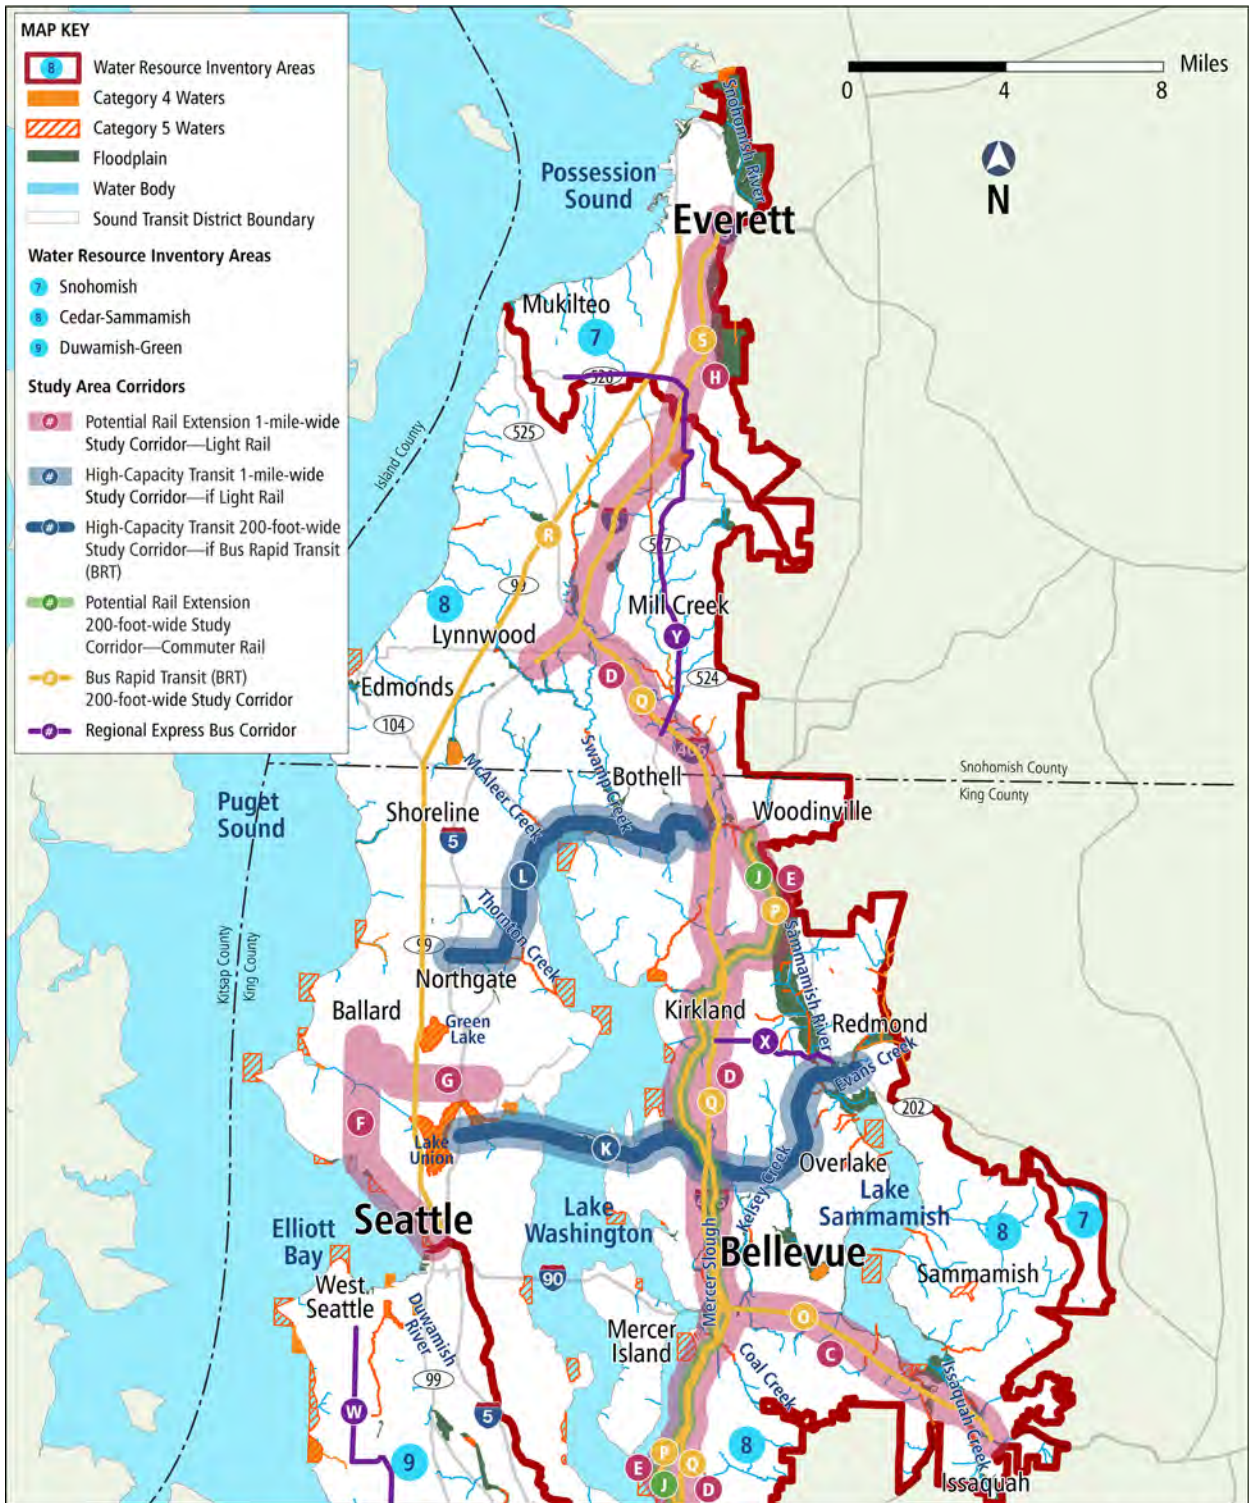 MAP KEY
8 Water Resource Inventory Areas
Category 4 Waters
Category 5 Waters
Floodplain
Water Body
Sound Transit District Boundary
Water Resource Inventory Areas
7 Snohomish
8 Cedar-Sammamish
9 Duwamish-Green
Study Area Corridors
# Potential Rail Extension 1-mile-wide
Study Corridor—Light Rail
# High-Capacity Transit 1-mile-wide
Study Corridor—if Light Rail
# High-Capacity Transit 200-foot-wide
Study Corridor—if Bus Rapid Transit
(BRT)
# Potential Rail Extension
200-foot-wide Study
Corridor—Commuter Rail
# Bus Rapid Transit (BRT)
200-foot-wide Study Corridor
# Regional Express Bus Corridor
Miles
0 4 8
N
Snohomish River
Possession
Sound
Everett
Mukilteo
7
S
H
526
525
Island County
R
527
99
8
Mill Creek
Lynnwood
Y
D
524
Q
Edmonds
104
405
McAleer Creek
Swamp Creek
Bothell
Snohomish County
King County
Puget
Sound
Shoreline
Woodinville
5
L
J
E
P
Thornton Creek
Sammamish River
99
Northgate
Kitsap County
King County
Ballard
Green
Lake
Kirkland
Redmond
X
Evans Creek
G
D
Q
202
F
Lake
Union
K
Overlake
Kelsey Creek
Lake
Sammamish
Lake
Washington
Seattle
Elliott
Bay
Mercer Slough
Bellevue
8
7
West
Seattle
90
Sammamish
Duwamish
River
Mercer
Island
O
C
Coal Creek
Issaquah Creek
99
W
5
9
8
P
Q
E
J
D
Issaquah